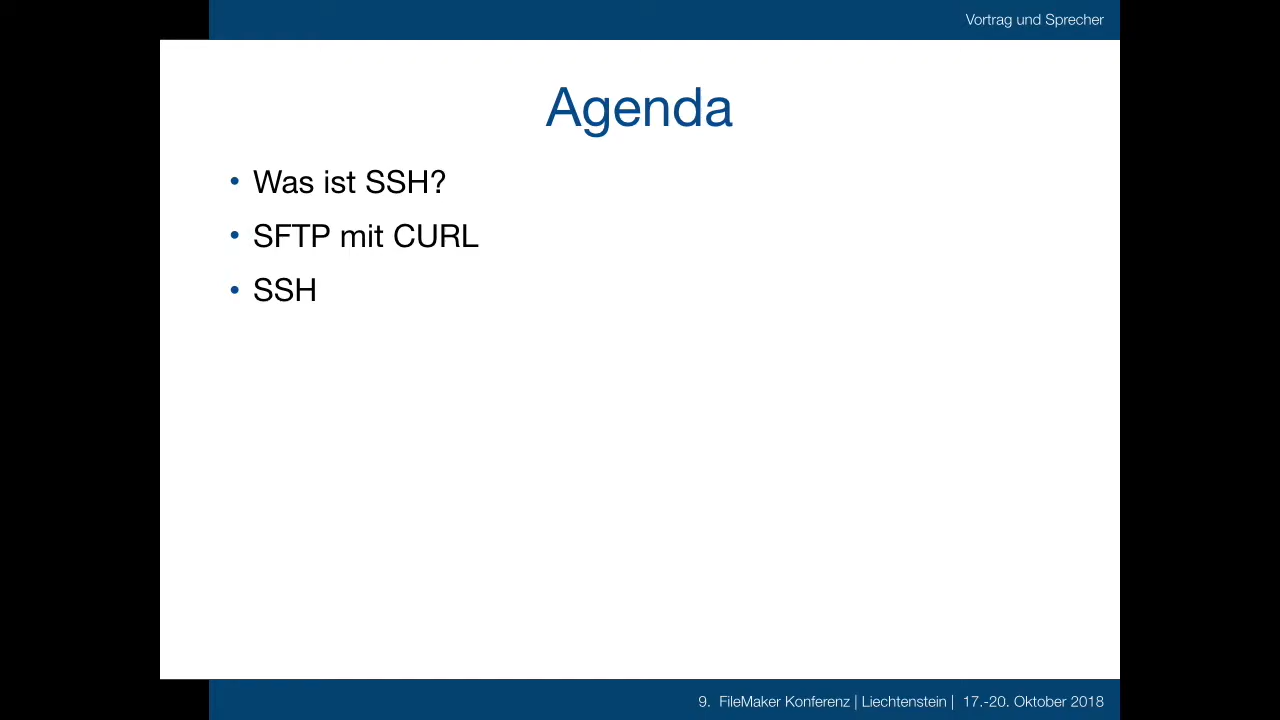 Vortrag und Sprecher
Agenda
• Was ist SSH?
• SFTP mit CURL
• SSH
9. FileMaker Konferenz | Liechtenstein | 17.-20. Oktober 2018